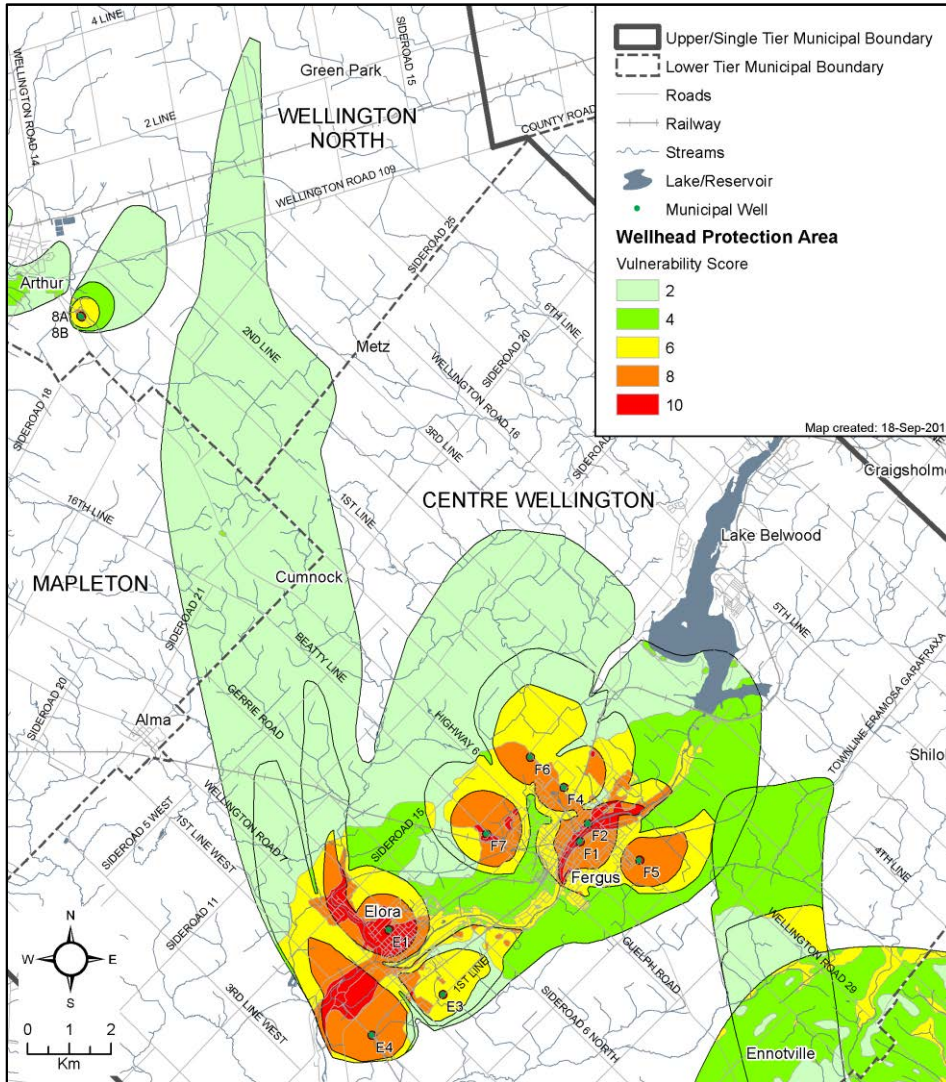 4 LINE
WELLINGTON ROAD 14
SIDEROAD 15
Green Park
2 LINE
WELLINGTON
NORTH
COUNTY ROAD
WELLINGTON ROAD 109
SIDEROAD 25
Arthur
8A
8B
6TH LINE
SIDEROAD 20
2ND LINE
Metz
WELLINGTON ROAD 16
SIDEROAD 18
3RD LINE
SIDEROAD
16TH LINE
1ST LINE
CENTRE WELLINGTON
Craigsholme
Lake Belwood
MAPLETON
Cumnock
SIDEROAD 21
BEATTY LINE
5TH LINE
SIDEROAD 20
GERRIE ROAD
TOWNLINE ERAMOSA GARAFRAXA
Alma
HIGHWAY 6
Shilo
F6
F4
WELLINGTON ROAD 7
SIDEROAD 15
SIDEROAD 5 WEST
1ST LINE WEST
F7
F2
F1
F5
Fergus
4TH LINE
Elora
E1
SIDEROAD 11
GUELPH ROAD
WELLINGTON ROAD 29
1ST LINE
E3
3RD LINE WEST
SIDEROAD 6 NORTH
E4
Ennotville
N
W E
S
0 1 2
Km
Upper/Single Tier Municipal Boundary
Lower Tier Municipal Boundary
Roads
Railway
Streams
Lake/Reservoir
Municipal Well
Wellhead Protection Area
Vulnerability Score
2
4
6
8
10
Map created: 18-Sep-201